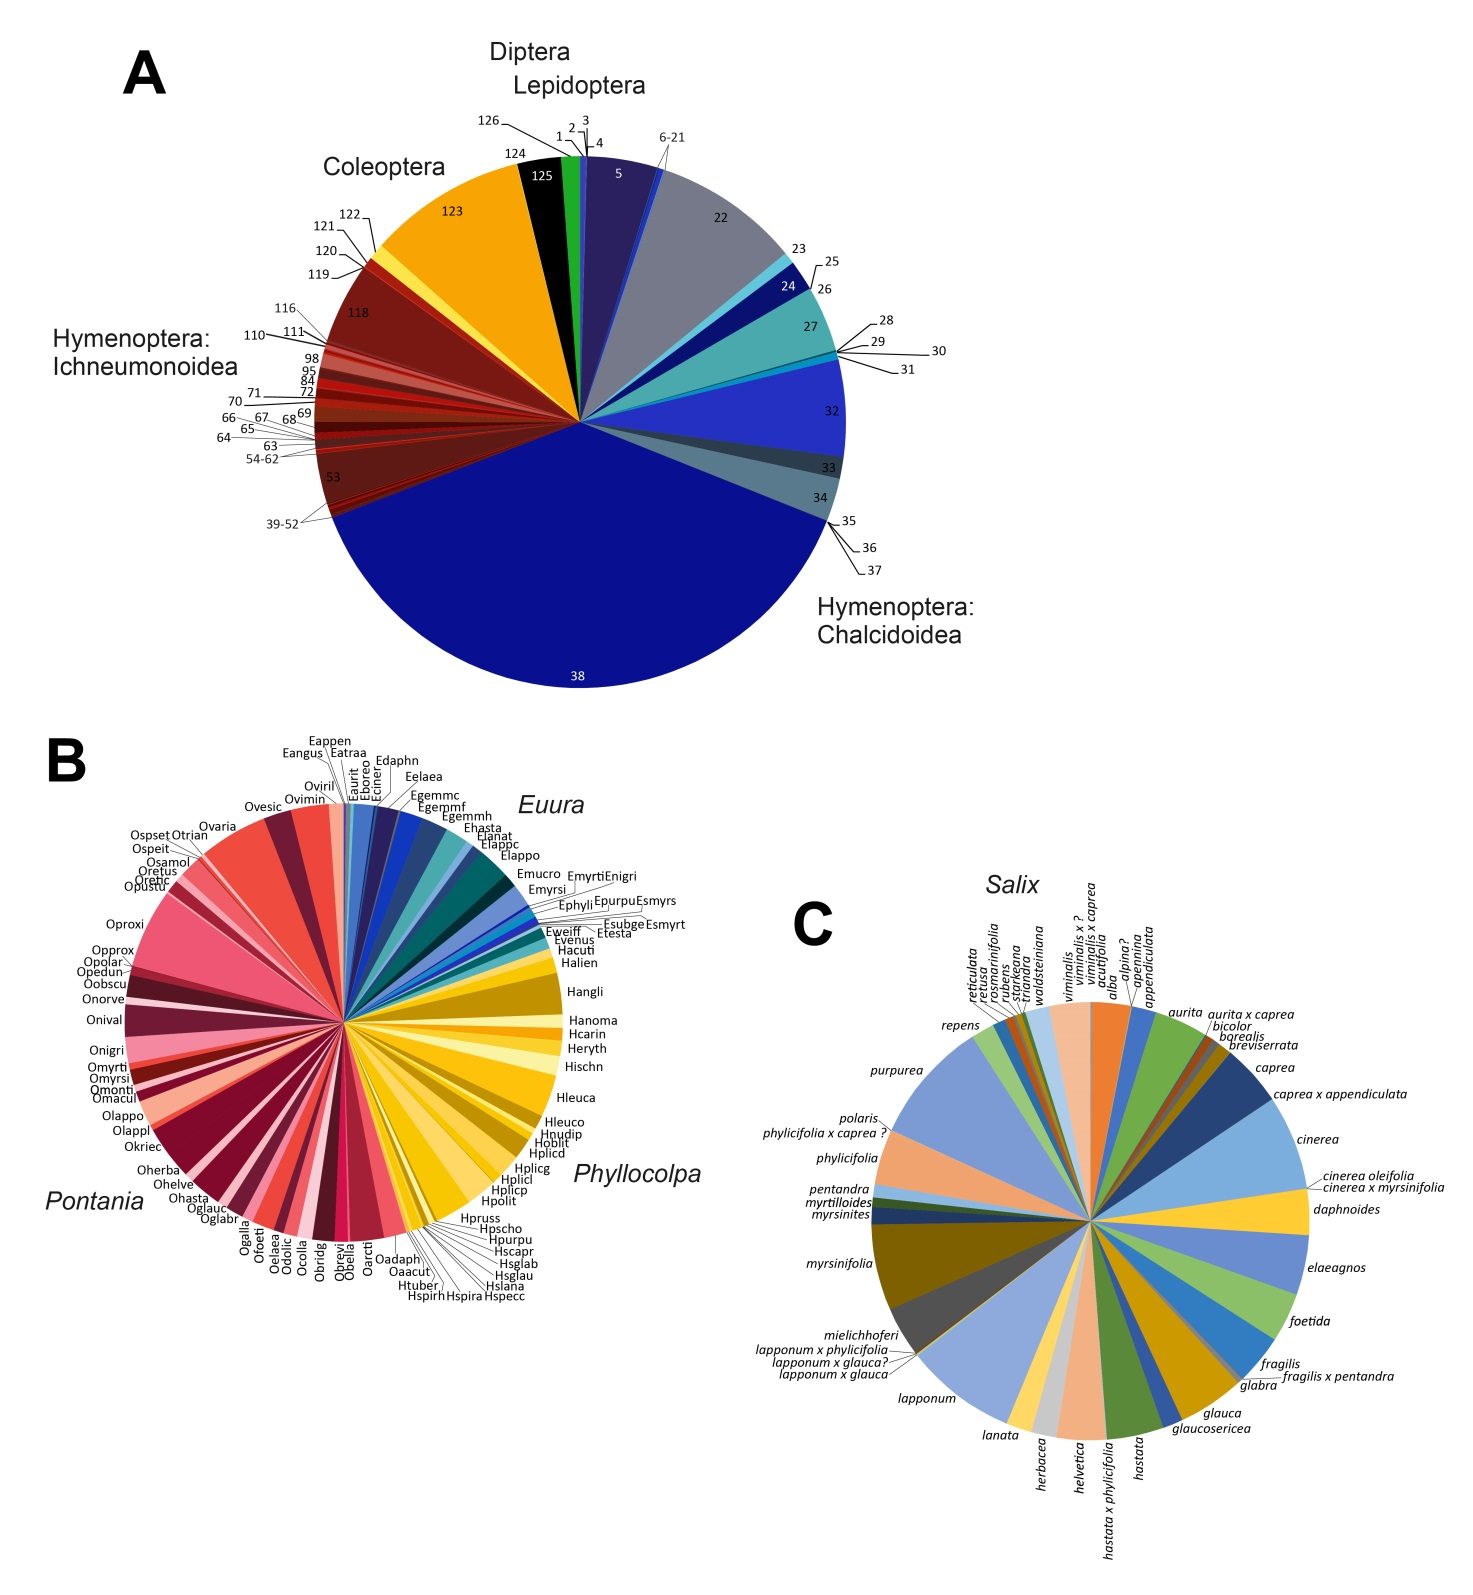 A
Diptera
Lepidoptera
Coleoptera
Hymenoptera:
Ichneumonoidea
Hymenoptera:
Chalcidoidea
1
2
3
4
5
6-21
22
23
24
25
26
27
28
29
30
31
32
33
34
35
36
37
38
39-52
53
54-62
63
64
65
66
67
68
69
70
71
72
84
95
98
110
111
116
118
119
120
121
122
123
124
125
126
B
Euura
Phyllocolpa
Pontania
Eangus
Eappen
Eatraa
Eaurit
Eboreo
Eciner
Edaphn
Eelaea
Egemmc
Egemmf
Egemmh
Ehasta
Elanat
Elappc
Elappo
Emucro
Emyrsi
Emyrti
Enigri
Ephyli
Epurpu
Esmyrs
Esubge
Esmyrt
Etesta
Eweiff
Evenus
Hacuti
Halien
Hangli
Hanoma
Hcarin
Heryth
Hischn
Hleuca
Hleuco
Hnudip
Hoblit
Hplicd
Hplicg
Hplicl
Hplicp
Hpolit
Hpruss
Hpscho
Hpurpu
Hscapr
Hsglab
Hsglau
Hslana
Hspecc
Hspira
Hspirh
Htuber
Oaacut
Oadaph
Oarcti
Obella
Obrevi
Obridg
Ocolla
Odolic
Oelaea
Ofoeti
Ogalla
Oglabr
Oglauc
Ohasta
Ohelve
Oherba
Okriec
Olappl
Olappo
Omacul
Omonti
Omyrsi
Omyrti
Onigri
Onival
Onorve
Oobscu
Opedun
Opolar
Opprox
Oproxi
Opustu
Oretic
Oretus
Osamol
Ospeit
Ospset
Otrian
Ovaria
Ovesic
Ovimin
Oviril
C
Salix
viminalis x ?
viminalis x caprea
acutifolia
alba
alpina?
apennina
appendiculata
aurita
aurita x caprea
bicolor
borealis
breviserrata
caprea
caprea x appendiculata
cinerea
cinerea oleifolia
cinerea x myrsinifolia
daphnoides
elaeagnos
foetida
fragilis
fragilis x pentandra
glabra
glauca
glaucosericea
hastata
hastata x phylicifolia
helvetica
herbacea
lanata
lapponum
lapponum x glauca
lapponum x glauca?
lapponum x phylicifolia
mielichhoferi
myrsinifolia
myrsinites
myrtilloides
pentandra
phylicifolia
phylicifolia x caprea ?
polaris
purpurea
repens
reticulata
retusa
rosmarinifolia
rubens
starkeana
triandra
waldsteiniana
viminalis